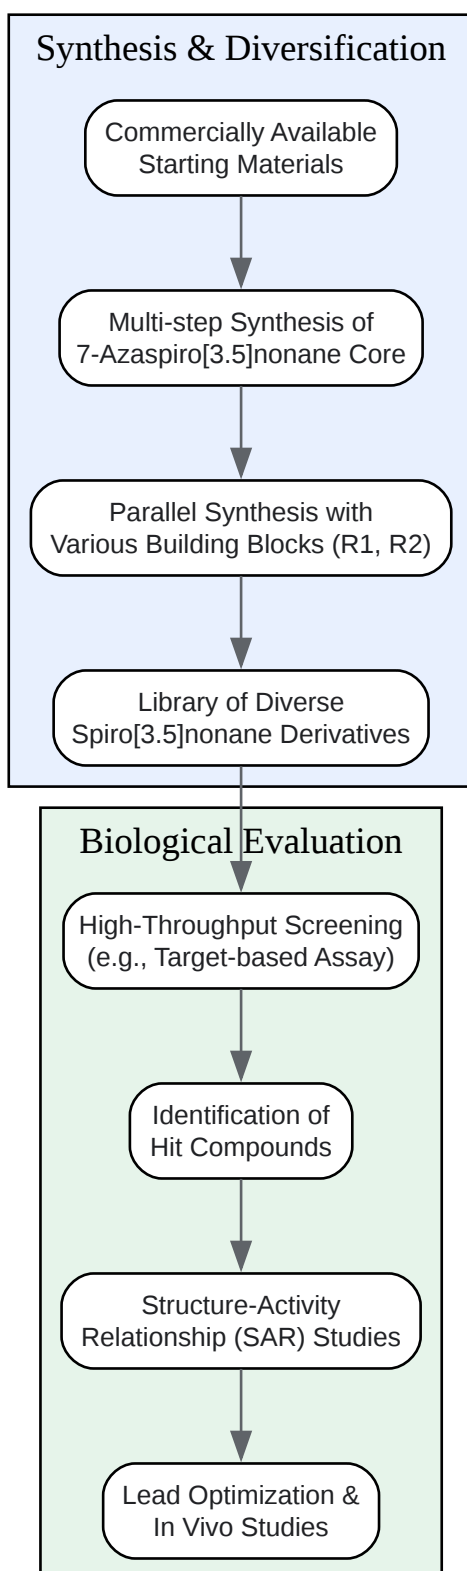 Synthesis & Diversification
Commercially Available
Starting Materials
Multi-step Synthesis of
7-Azaspiro[3.5]nonane Core
Parallel Synthesis with
Various Building Blocks (R1, R2)
Library of Diverse
Spiro[3.5]nonane Derivatives
Biological Evaluation
High-Throughput Screening
(e.g., Target-based Assay)
Identification of
Hit Compounds
Structure-Activity
Relationship (SAR) Studies
Lead Optimization &
In Vivo Studies